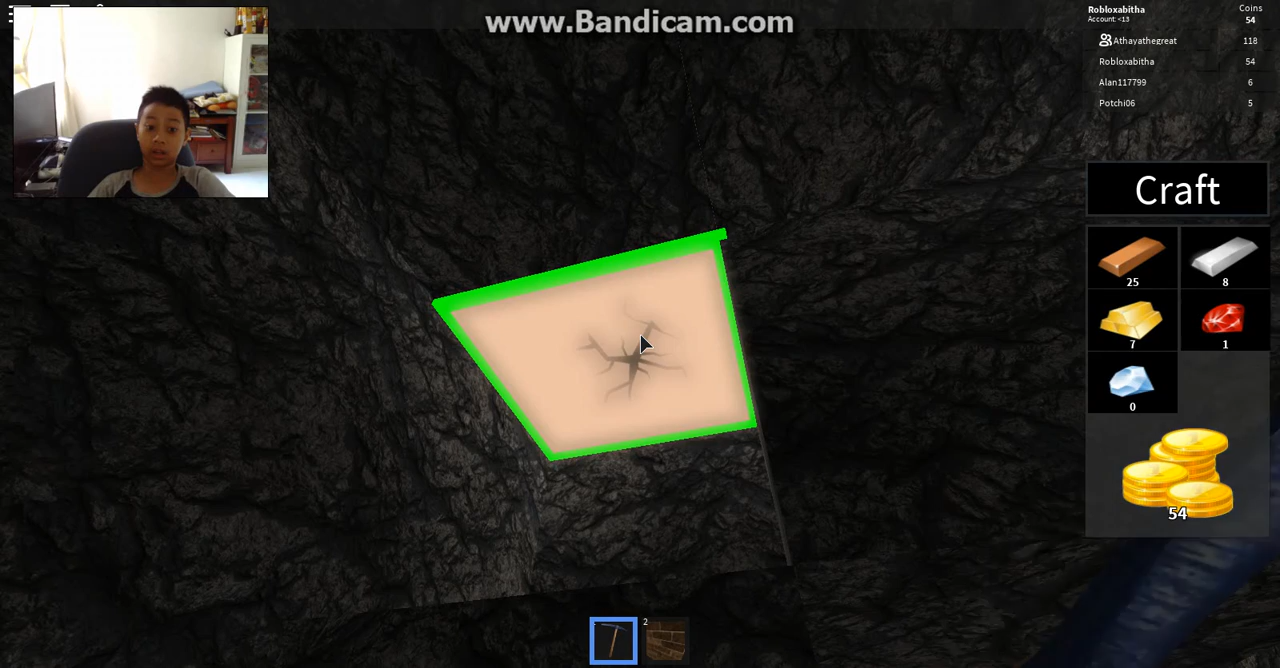 www.Bandicam.com
Robloxabitha
Account: <13
Coins
54
Athayathegreat 118
Robloxabitha 54
Alan117799 6
Potchi06 5
Craft
25
8
7
1
0
54
2